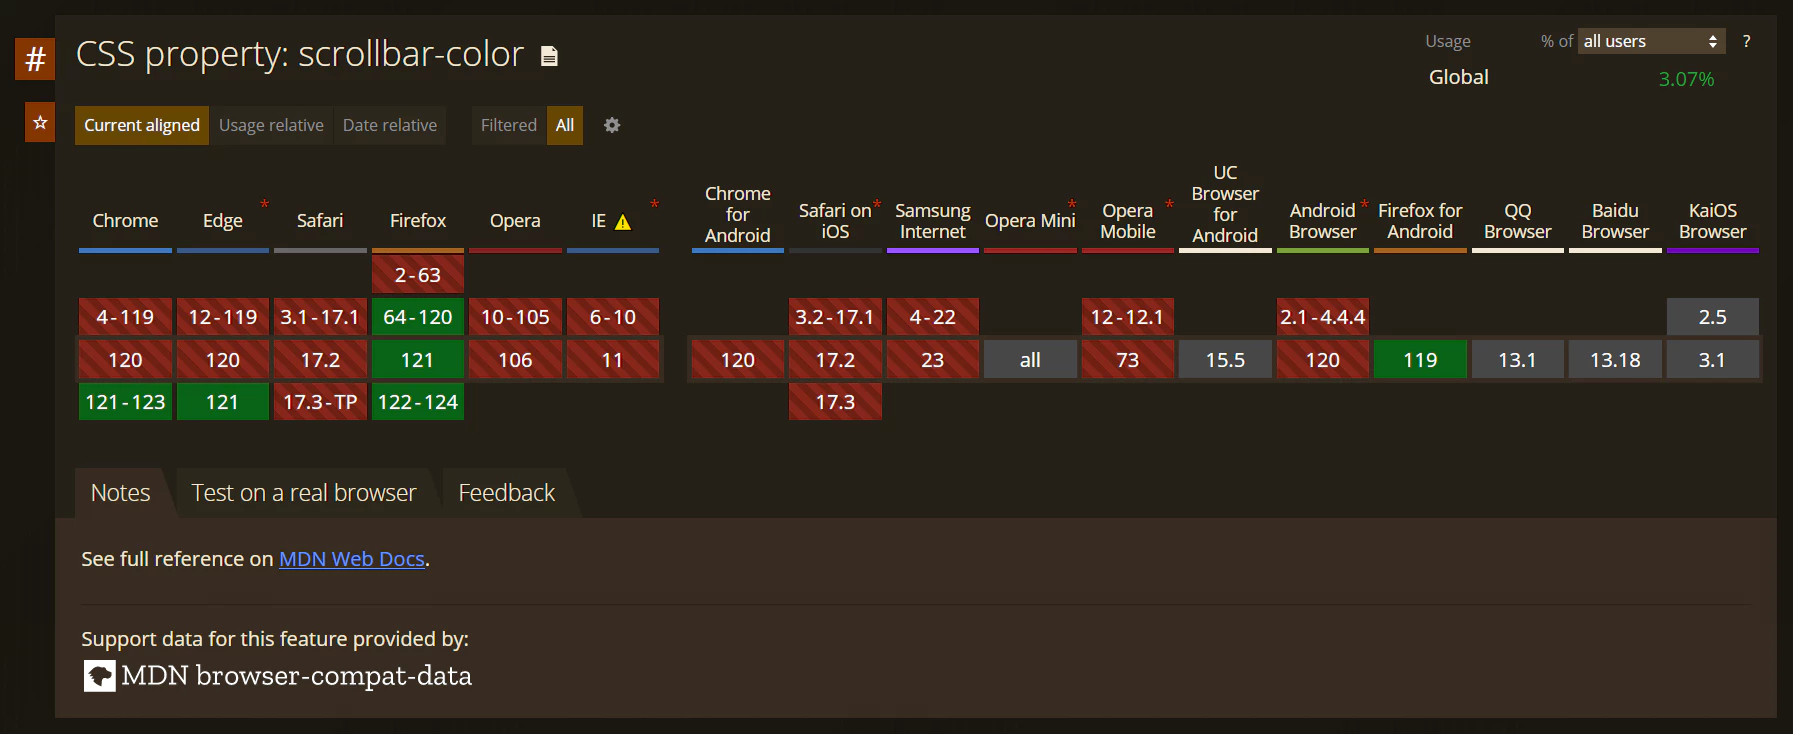 #
CSS property: scrollbar-color
Usage % of all users ?
Global 3.07%
Current aligned Usage relative Date relative Filtered All
Chrome Edge * Safari Firefox Opera IE * Chrome for Android Safari on iOS * Samsung Internet Opera Mini * Opera Mobile * UC Browser for Android Android Browser * Firefox for Android QQ Browser Baidu Browser KaiOS Browser
2-63
4-119 12-119 3.1-17.1 64-120 10-105 6-10 3.2-17.1 4-22 12-12.1 2.1-4.4.4 2.5
120 120 17.2 121 106 11 120 17.2 23 all 73 15.5 120 119 13.1 13.18 3.1
121-123 121 17.3-TP 122-124 17.3
Notes Test on a real browser Feedback
See full reference on MDN Web Docs.
Support data for this feature provided by:
MDN browser-compat-data